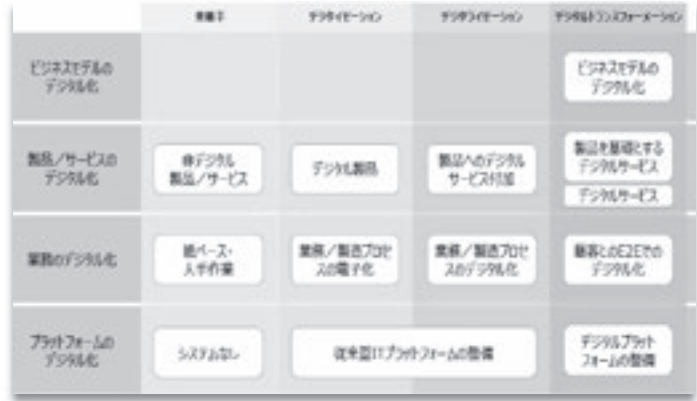 未着手 デジタイゼーション デジタライゼーション デジタルトランスフォーメーション
ビジネスモデルの
デジタル化
ビジネスモデルの
デジタル化
製品／サービスの
デジタル化
非デジタル
製品／サービス
デジタル製品
製品へのデジタル
サービス付加
製品を基礎とする
デジタルサービス
デジタルサービス
業務のデジタル化
紙ベース・
人手作業
業務／製造プロセ
スの電子化
業務／製造プロセ
スのデジタル化
顧客とのE2Eでの
デジタル化
プラットフォームの
デジタル化
システムなし
従来型ITプラットフォームの整備
デジタルプラット
フォームの整備